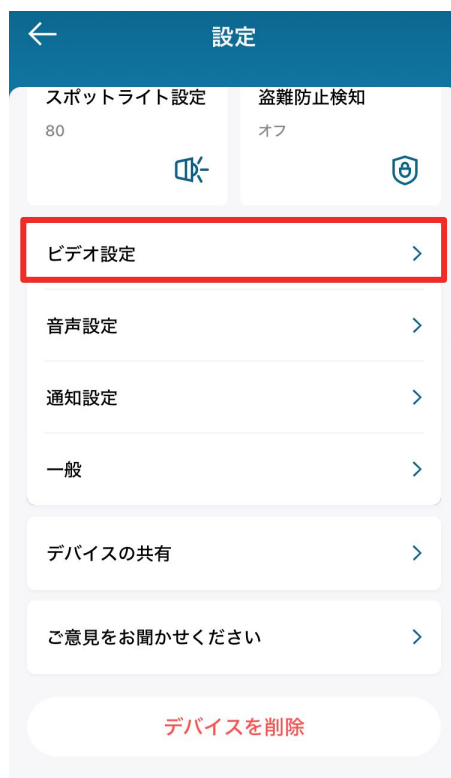 設定
スポットライト設定
盗難防止検知
80
オフ
ビデオ設定
音声設定
通知設定
一般
デバイスの共有
ご意見をお聞かせください
デバイスを削除